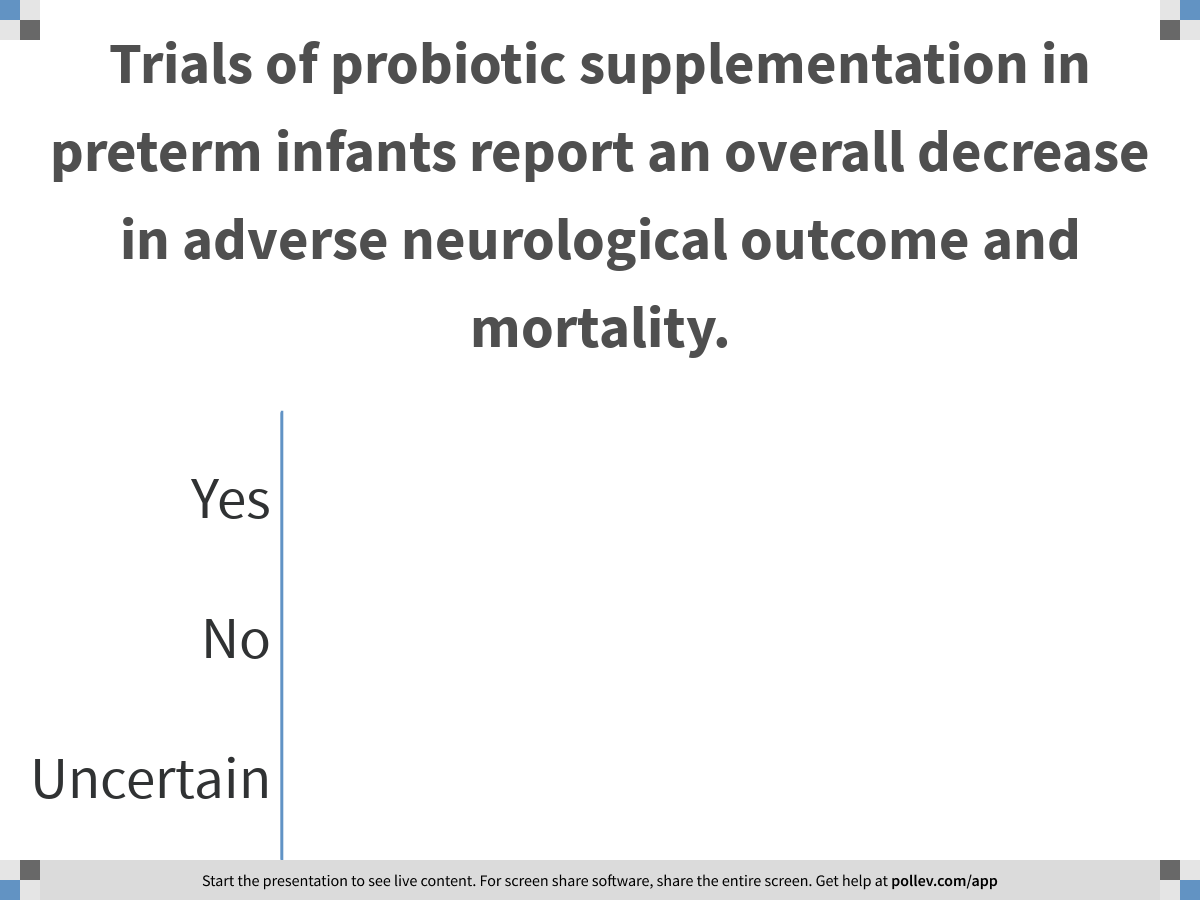 Trials of probiotic supplementation in
preterm infants report an overall decrease
in adverse neurological outcome and
mortality.
Yes
No
Uncertain
Start the presentation to see live content. For screen share software, share the entire screen. Get help at pollev.com/app